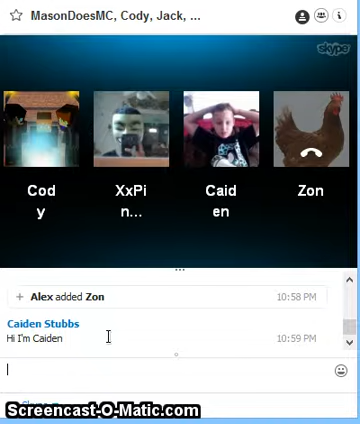 MasonDoesMC, Cody, Jack, ...
skype
Cod
y
XxPi
n...
Caid
en
Zon
Alex added Zon
10:58 PM
Caiden Stubbs
Hi I'm Caiden
10:59 PM
Screencast-O-Matic.com